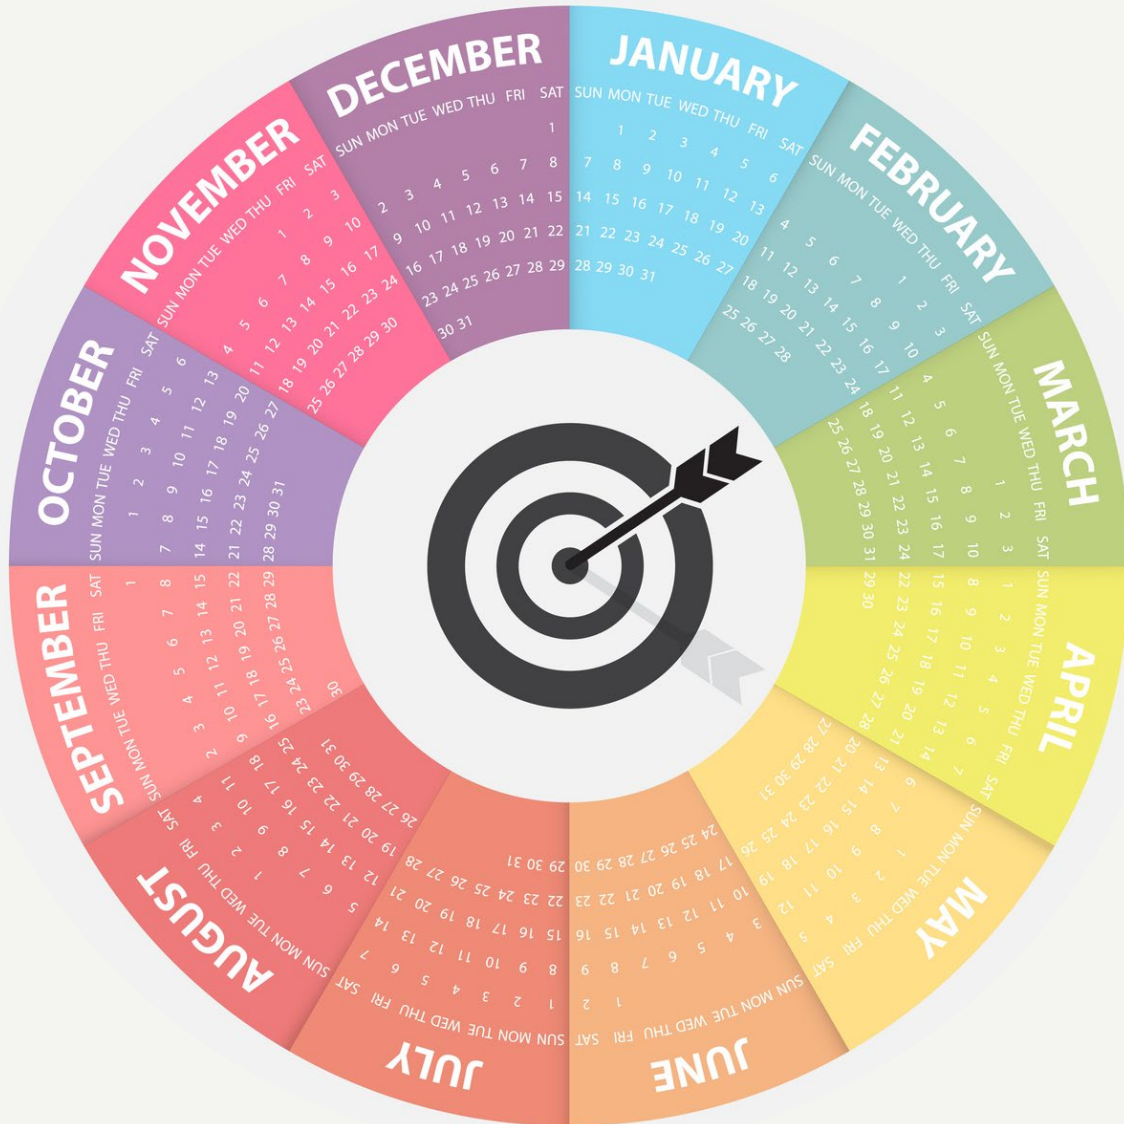 JANUARY
SUN MON TUE WED THU FRI SAT
1 2 3 4 5 6
7 8 9 10 11 12 13
14 15 16 17 18 19 20
21 22 23 24 25 26 27
28 29 30 31
FEBRUARY
SUN MON TUE WED THU FRI SAT
1 2 3
4 5 6 7 8 9 10
11 12 13 14 15 16 17
18 19 20 21 22 23 24
25 26 27 28
MARCH
SUN MON TUE WED THU FRI SAT
1 2 3
4 5 6 7 8 9 10
11 12 13 14 15 16 17
18 19 20 21 22 23 24
25 26 27 28 29 30 31
APRIL
SUN MON TUE WED THU FRI SAT
1 2 3 4 5 6 7
8 9 10 11 12 13 14
15 16 17 18 19 20 21
22 23 24 25 26 27 28
29 30
MAY
SUN MON TUE WED THU FRI SAT
1 2 3 4 5
6 7 8 9 10 11 12
13 14 15 16 17 18 19
20 21 22 23 24 25 26
27 28 29 30 31
JUNE
SUN MON TUE WED THU FRI SAT
1 2
3 4 5 6 7 8 9
10 11 12 13 14 15 16
17 18 19 20 21 22 23
24 25 26 27 28 29 30
JULY
SUN MON TUE WED THU FRI SAT
1 2 3 4 5 6 7
8 9 10 11 12 13 14
15 16 17 18 19 20 21
22 23 24 25 26 27 28
29 30 31
AUGUST
SUN MON TUE WED THU FRI SAT
1 2 3 4
5 6 7 8 9 10 11
12 13 14 15 16 17 18
19 20 21 22 23 24 25
26 27 28 29 30 31
SEPTEMBER
SUN MON TUE WED THU FRI SAT
1
2 3 4 5 6 7 8
9 10 11 12 13 14 15
16 17 18 19 20 21 22
23 24 25 26 27 28 29
30
OCTOBER
SUN MON TUE WED THU FRI SAT
1 2 3 4 5 6
7 8 9 10 11 12 13
14 15 16 17 18 19 20
21 22 23 24 25 26 27
28 29 30 31
NOVEMBER
SUN MON TUE WED THU FRI SAT
1 2 3
4 5 6 7 8 9 10
11 12 13 14 15 16 17
18 19 20 21 22 23 24
25 26 27 28 29 30
DECEMBER
SUN MON TUE WED THU FRI SAT
1
2 3 4 5 6 7 8
9 10 11 12 13 14 15
16 17 18 19 20 21 22
23 24 25 26 27 28 29
30 31